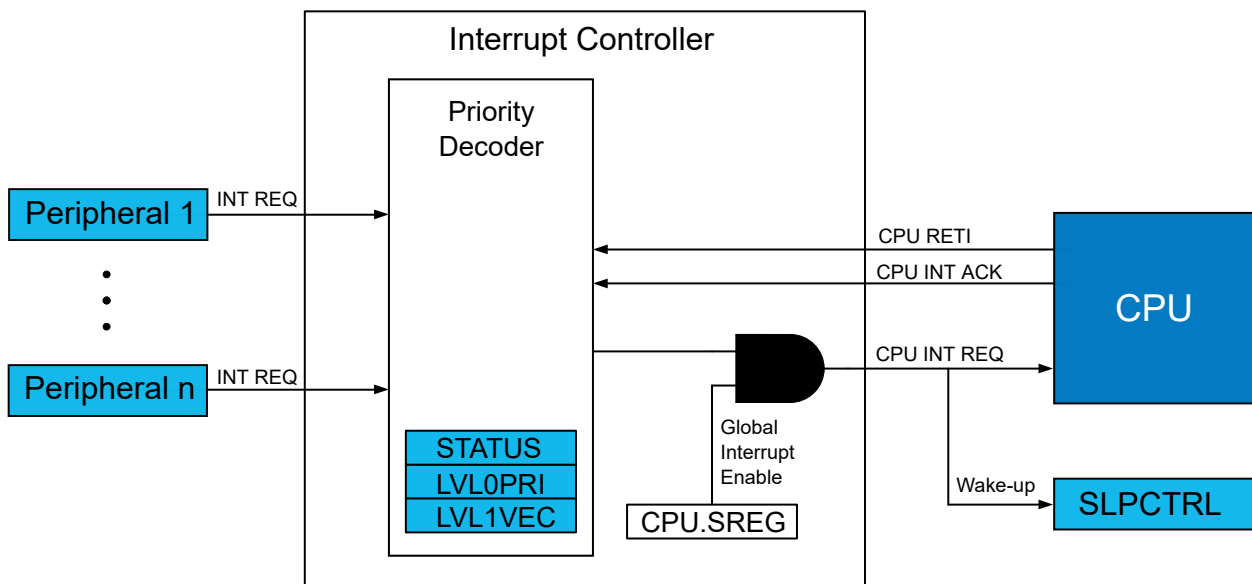 Interrupt Controller
Priority
Decoder
INT REQ
Peripheral 1
CPU RETI
CPU INT ACK
CPU
CPU INT REQ
INT REQ
Peripheral n
Global
Interrupt
Enable
STATUS
LVL0PRI
LVL1VEC
CPU.SREG
Wake-up
SLPCTRL